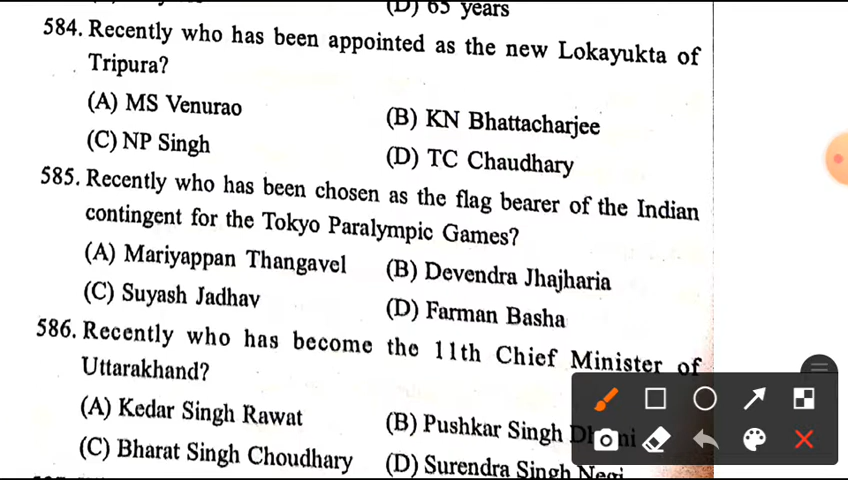 (D) 65 years
584. Recently who has been appointed as the new Lokayukta of
Tripura?
(A) MS Venurao
(B) KN Bhattacharjee
(C) NP Singh
(D) TC Chaudhary
585. Recently who has been chosen as the flag bearer of the Indian
contingent for the Tokyo Paralympic Games?
(A) Mariyappan Thangavel
(B) Devendra Jhajharia
(C) Suyash Jadhav
(D) Farman Basha
586. Recently who has become the 11th Chief Minister of
Uttarakhand?
(A) Kedar Singh Rawat
(B) Pushkar Singh
(C) Bharat Singh Choudhary
(D) Surendra Singh Negi